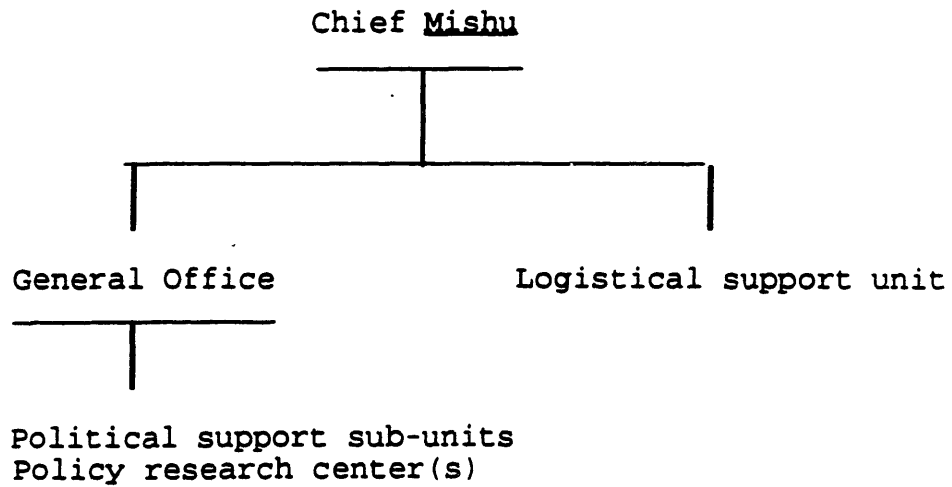 Chief Mishu
General Office
Logistical support unit
Political support sub-units
Policy research center(s)